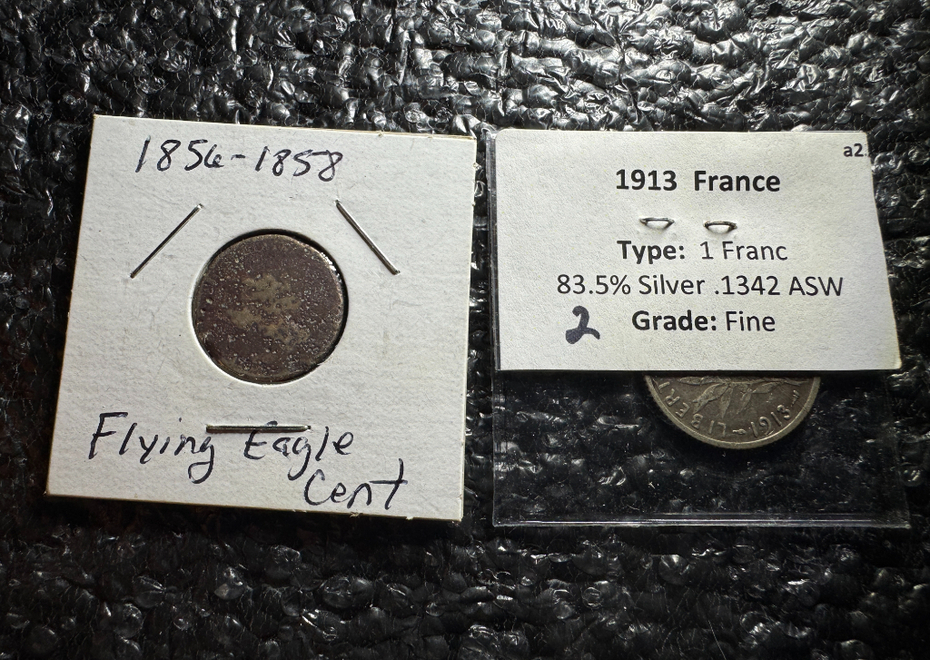 1856-1858
Flying Eagle
Cent
a2.
1913 France
Type: 1 Franc
83.5% Silver .1342 ASW
2 Grade: Fine
LIBERT
1913